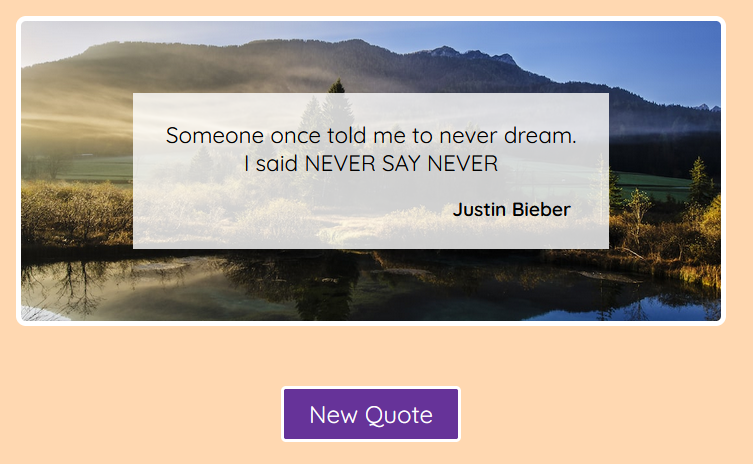 Someone once told me to never dream.
I said NEVER SAY NEVER
Justin Bieber
New Quote